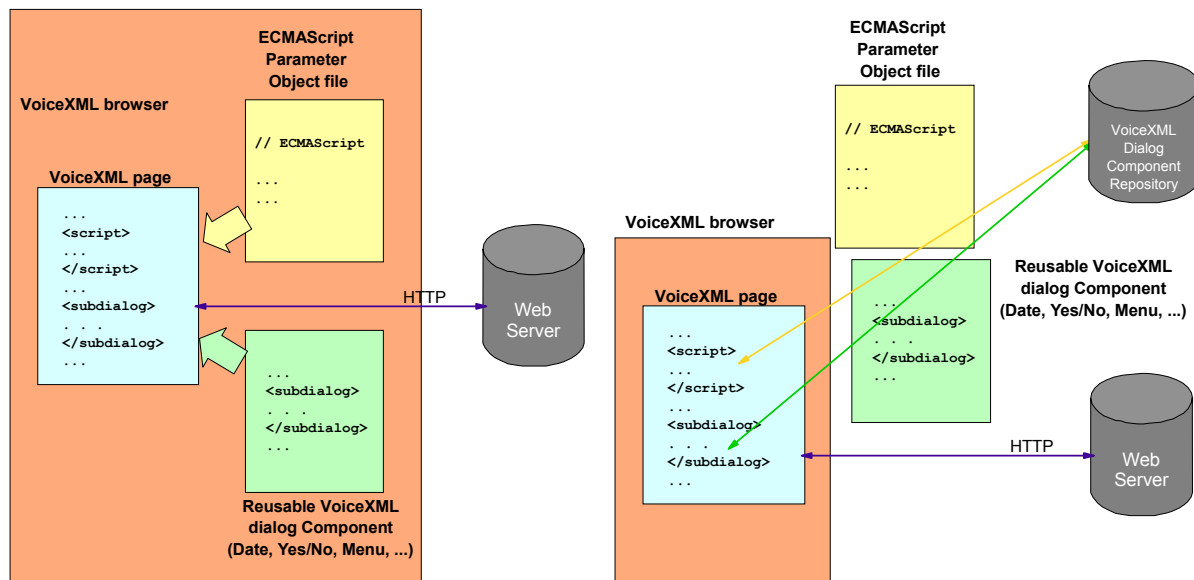 ECMAScript
Parameter
Object file
VoiceXML browser
// ECMAScript
...
...
VoiceXML page
...
<script>
...
</script>
...
<subdialog>
. . .
</subdialog>
...
HTTP
Web
Server
...
<subdialog>
. . .
</subdialog>
...
Reusable VoiceXML
dialog Component
(Date, Yes/No, Menu, ...)
ECMAScript
Parameter
Object file
// ECMAScript
...
...
VoiceXML
Dialog
Component
Repository
VoiceXML browser
Reusable VoiceXML
dialog Component
(Date, Yes/No, Menu, ...)
...
<subdialog>
. . .
</subdialog>
...
VoiceXML page
...
<script>
...
</script>
...
<subdialog>
. . .
</subdialog>
...
HTTP
Web
Server